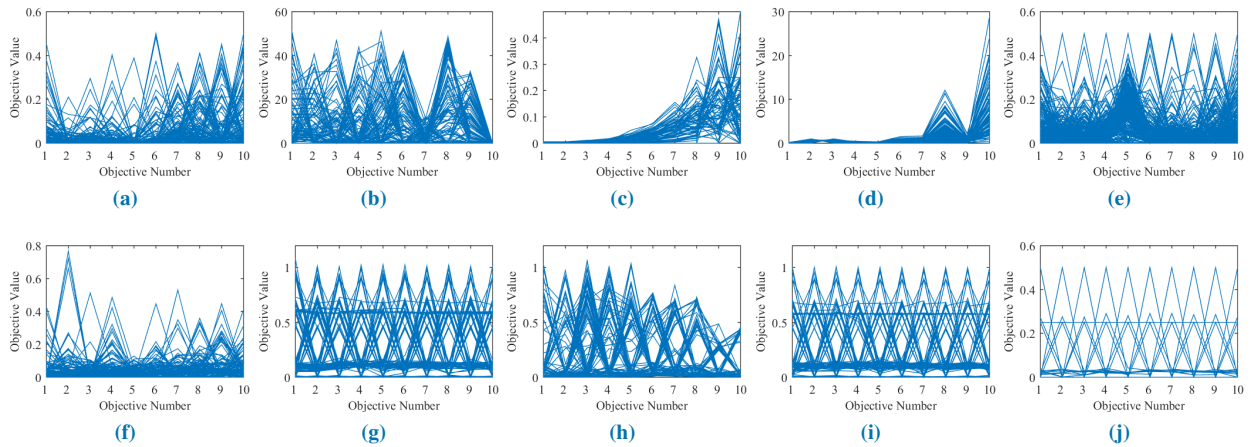 0.6
0.4
0.2
0
Objective Value
1 2 3 4 5 6 7 8 9 10
Objective Number
(a)
60
40
20
0
Objective Value
1 2 3 4 5 6 7 8 9 10
Objective Number
(b)
0.4
0.3
0.2
0.1
0
Objective Value
1 2 3 4 5 6 7 8 9 10
Objective Number
(c)
30
20
10
0
Objective Value
1 2 3 4 5 6 7 8 9 10
Objective Number
(d)
0.6
0.4
0.2
0
Objective Value
1 2 3 4 5 6 7 8 9 10
Objective Number
(e)
0.8
0.6
0.4
0.2
0
Objective Value
1 2 3 4 5 6 7 8 9 10
Objective Number
(f)
1
0.5
0
Objective Value
1 2 3 4 5 6 7 8 9 10
Objective Number
(g)
1
0.5
0
Objective Value
1 2 3 4 5 6 7 8 9 10
Objective Number
(h)
1
0.5
0
Objective Value
1 2 3 4 5 6 7 8 9 10
Objective Number
(i)
0.6
0.4
0.2
0
Objective Value
1 2 3 4 5 6 7 8 9 10
Objective Number
(j)